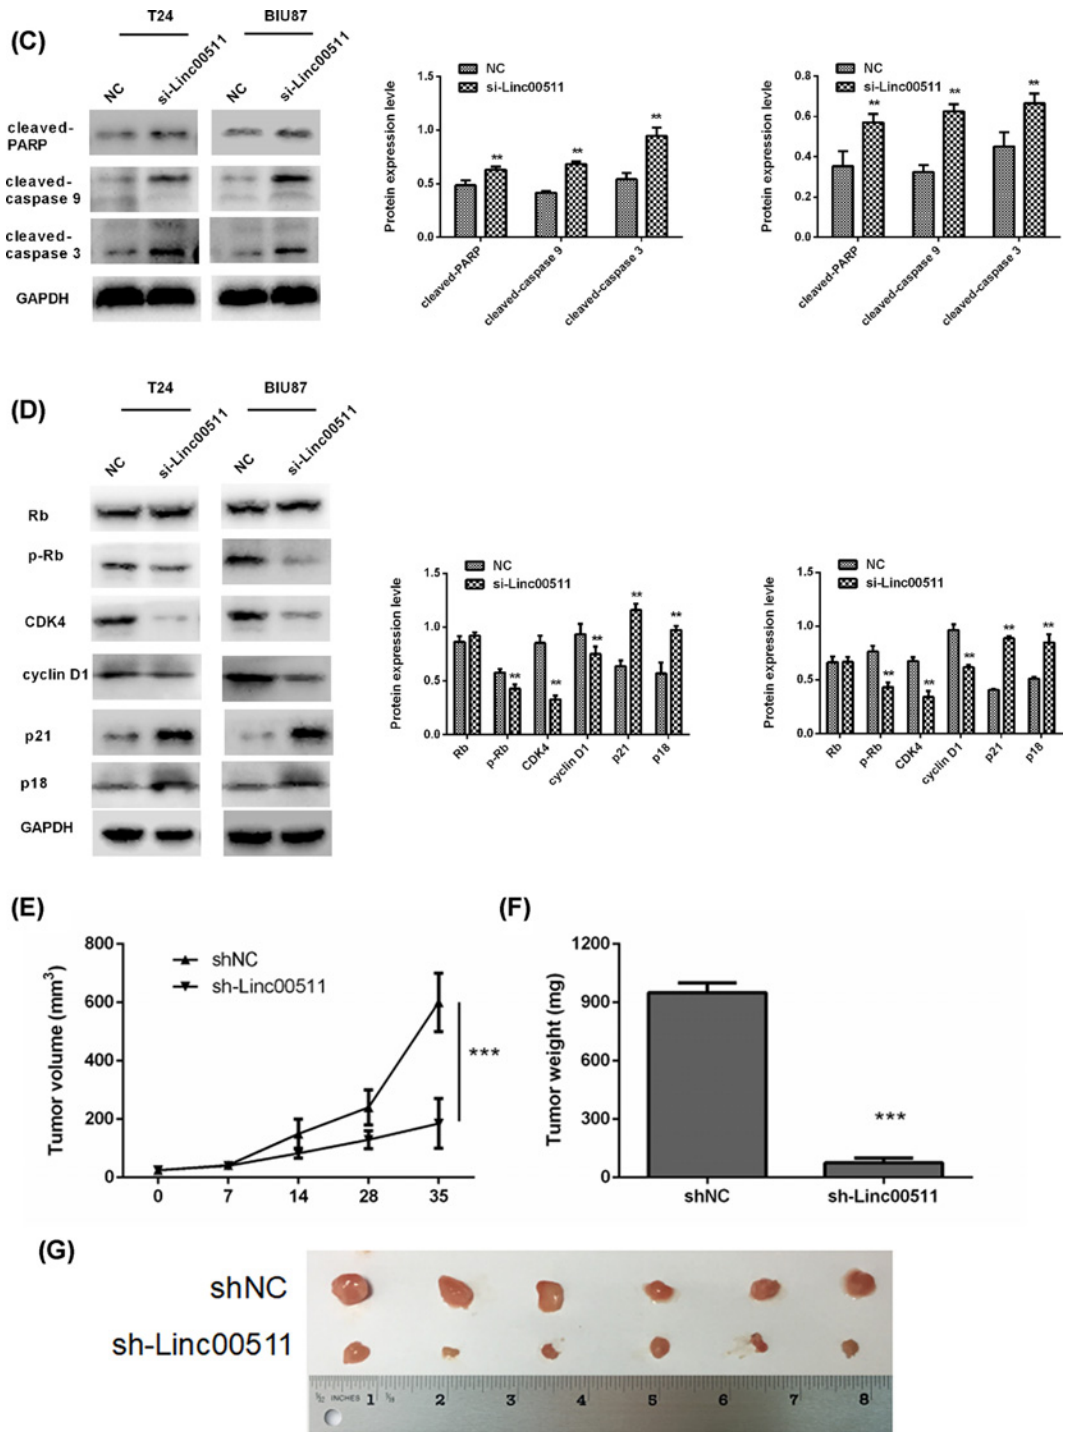 (C)
T24
BIU87
NC
si-Linc00511
NC
si-Linc00511
cleaved-
PARP
cleaved-
caspase 9
cleaved-
caspase 3
GAPDH
NC
si-Linc00511
Protein expression levle
1.5
1.0
0.5
0.0
**
**
**
cleaved-PARP
cleaved-caspase 9
cleaved-caspase 3
NC
si-Linc00511
Protein expression levle
0.8
0.6
0.4
0.2
0.0
**
**
**
cleaved-PARP
cleaved-caspase 9
cleaved-caspase 3
(D)
T24
BIU87
NC
si-Linc00511
NC
si-Linc00511
Rb
p-Rb
CDK4
cyclin D1
p21
p18
GAPDH
NC
si-Linc00511
Protein expression levle
1.5
1.0
0.5
0.0
**
**
**
**
**
Rb
p-Rb
CDK4
cyclin D1
p21
p18
NC
si-Linc00511
Protein expression levle
1.5
1.0
0.5
0.0
**
**
**
**
**
Rb
p-Rb
CDK4
cyclin D1
p21
p18
(E)
Tumor volume (mm³)
800
600
400
200
0
shNC
sh-Linc00511
***
0 7 14 28 35
(F)
Tumor weight (mg)
1200
900
600
300
0
***
shNC sh-Linc00511
(G)
shNC
sh-Linc00511
INCHES 1 2 3 4 5 6 7 8